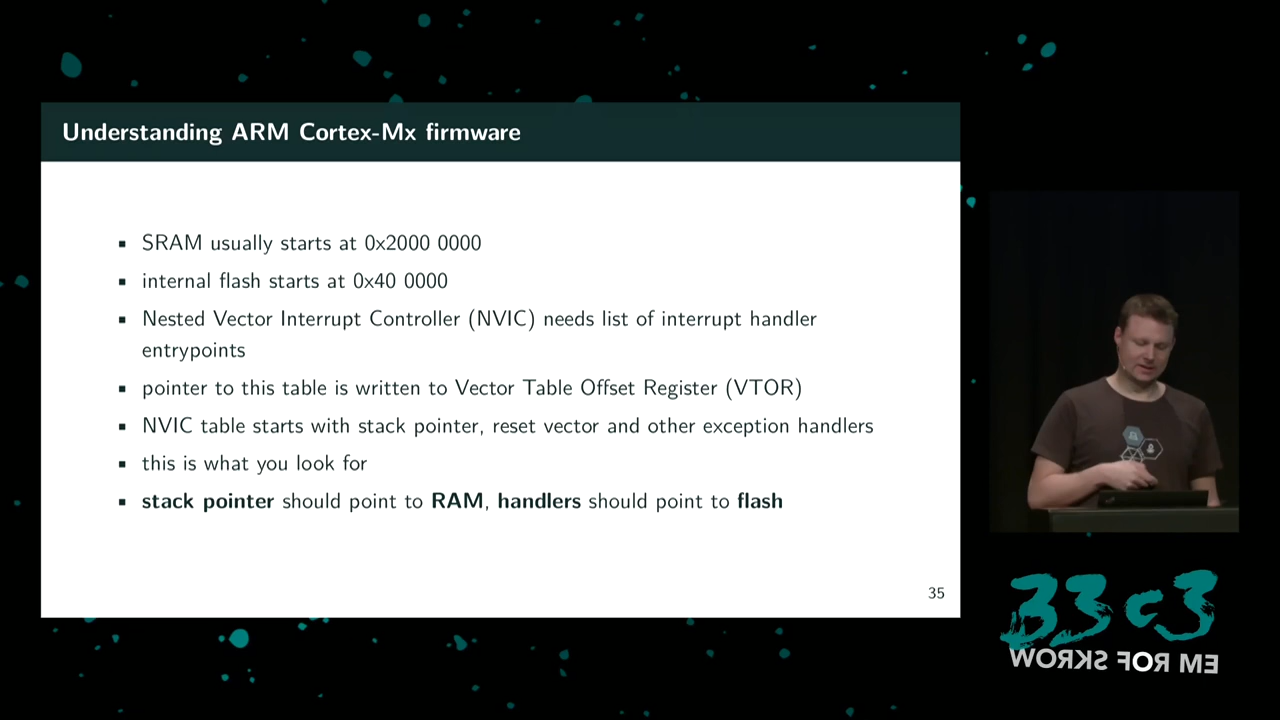 Understanding ARM Cortex-Mx firmware
▪ SRAM usually starts at 0x2000 0000
▪ internal flash starts at 0x40 0000
▪ Nested Vector Interrupt Controller (NVIC) needs list of interrupt handler
entrypoints
▪ pointer to this table is written to Vector Table Offset Register (VTOR)
▪ NVIC table starts with stack pointer, reset vector and other exception handlers
▪ this is what you look for
▪ stack pointer should point to RAM, handlers should point to flash
35
33c3
WORKS FOR ME